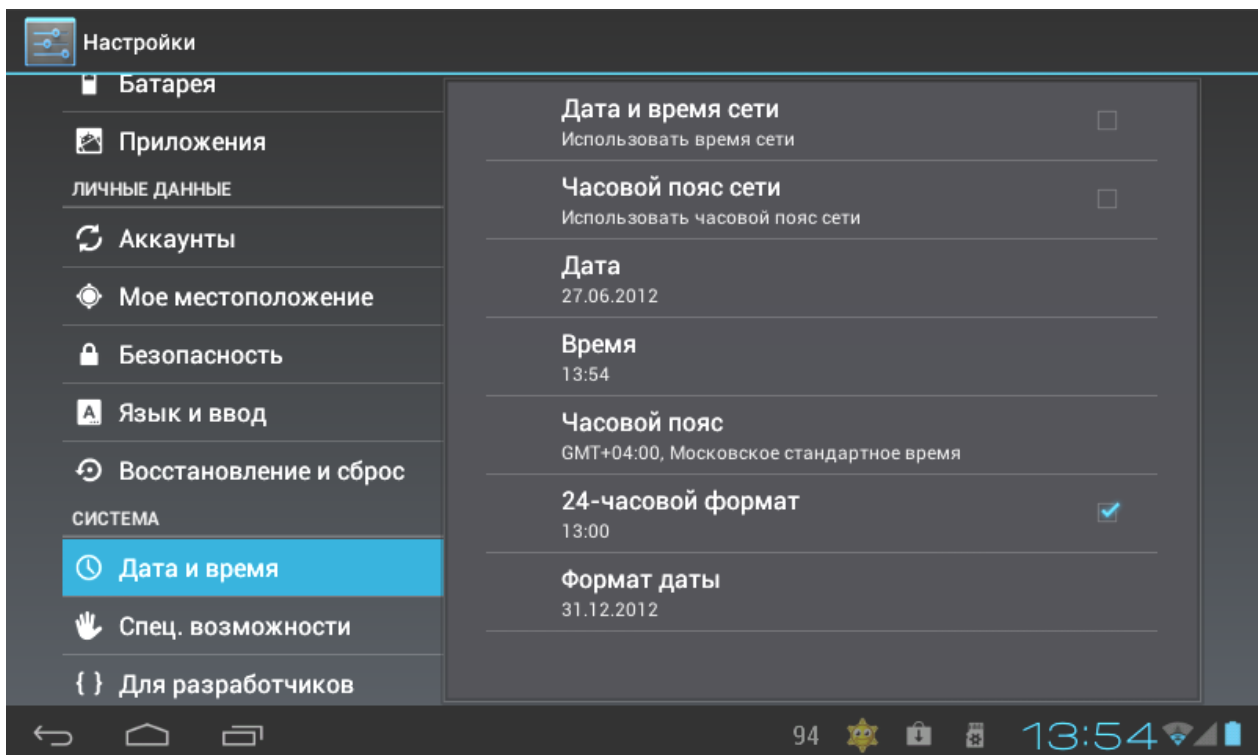 Настройки
Батарея
Приложения
ЛИЧНЫЕ ДАННЫЕ
Аккаунты
Мое местоположение
Безопасность
Язык и ввод
Восстановление и сброс
СИСТЕМА
Дата и время
Спец. возможности
{ } Для разработчиков
Дата и время сети
Использовать время сети
Часовой пояс сети
Использовать часовой пояс сети
Дата
27.06.2012
Время
13:54
Часовой пояс
GMT+04:00, Московское стандартное время
24-часовой формат
13:00
Формат даты
31.12.2012
94
13:54